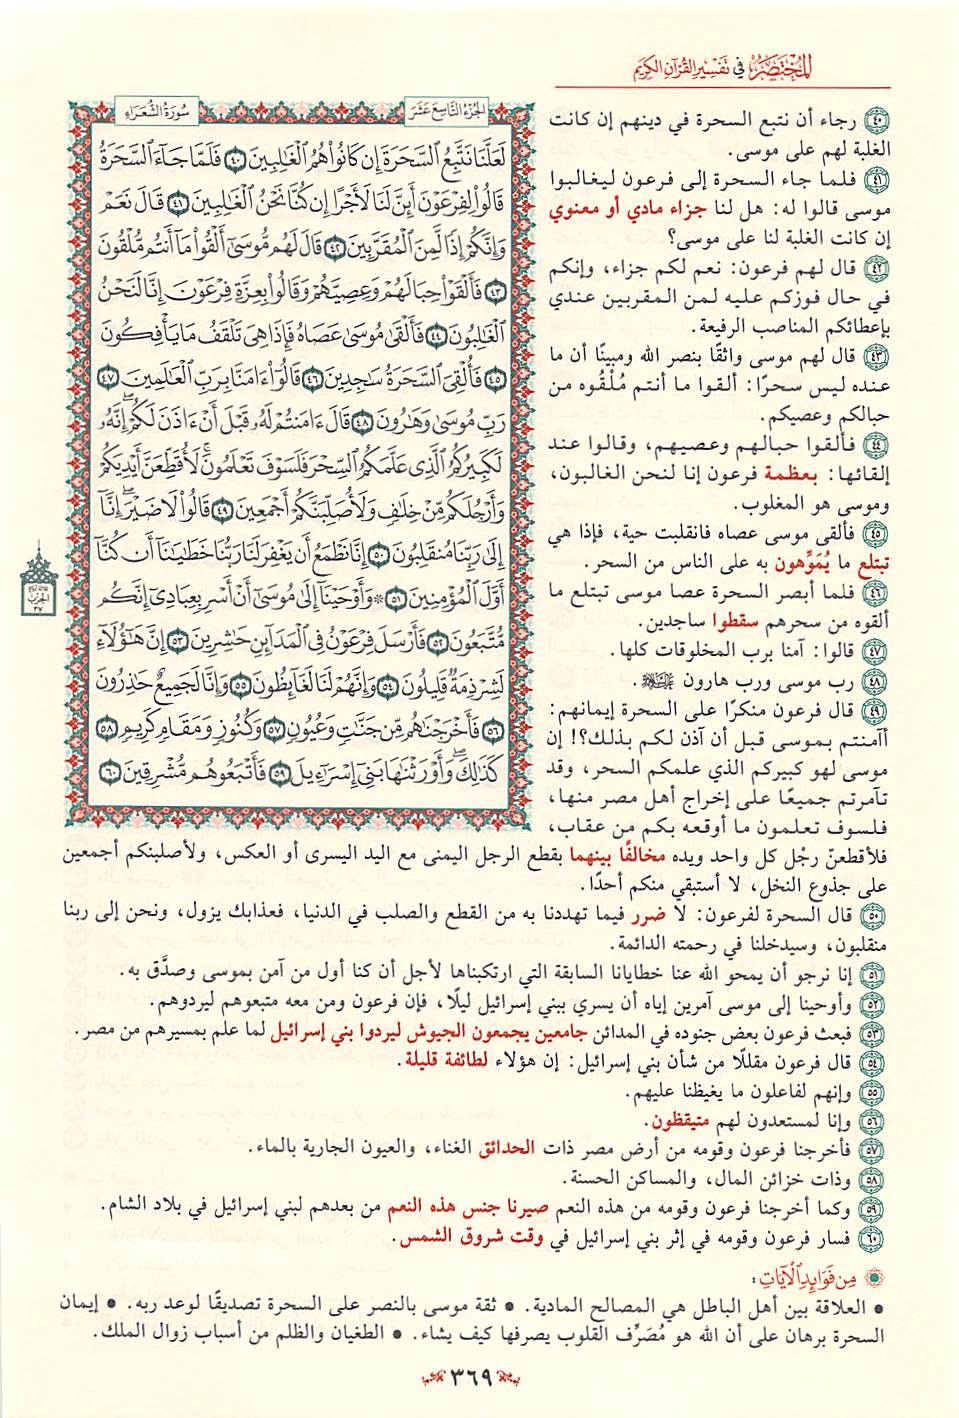 المختصر في تفسير القرآن الكريم
الجزء التاسع عشر
سورة الشعراء
لَعَلَّنَا نَتَّبِعُ ٱلسَّحَرَةَ إِن كَانُوا۟ هُمُ ٱلْغَـٰلِبِينَ ٤٠ فَلَمَّا جَآءَ ٱلسَّحَرَةُ
قَالُوا۟ لِفِرْعَوْنَ أَئِنَّ لَنَا لَأَجْرًا إِن كُنَّا نَحْنُ ٱلْغَـٰلِبِينَ ٤١ قَالَ نَعَمْ
وَإِنَّكُمْ إِذًا لَّمِنَ ٱلْمُقَرَّبِينَ ٤٢ قَالَ لَهُم مُّوسَىٰٓ أَلْقُوا۟ مَآ أَنتُم مُّلْقُونَ
٤٣ فَأَلْقَوْا۟ حِبَالَهُمْ وَعِصِيَّهُمْ وَقَالُوا۟ بِعِزَّةِ فِرْعَوْنَ إِنَّا لَنَحْنُ
ٱلْغَـٰلِبُونَ ٤٤ فَأَلْقَىٰ مُوسَىٰ عَصَاهُ فَإِذَا هِىَ تَلْقَفُ مَا يَأْفِكُونَ
٤٥ فَأُلْقِىَ ٱلسَّحَرَةُ سَـٰجِدِينَ ٤٦ قَالُوٓا۟ ءَامَنَّا بِرَبِّ ٱلْعَـٰلَمِينَ ٤٧
رَبِّ مُوسَىٰ وَهَـٰرُونَ ٤٨ قَالَ ءَامَنتُمْ لَهُۥ قَبْلَ أَنْ ءَاذَنَ لَكُمْ ۖ إِنَّهُۥ
لَكَبِيرُكُمُ ٱلَّذِى عَلَّمَكُمُ ٱلسِّحْرَ فَلَسَوْفَ تَعْلَمُونَ ۚ لَأُقَطِّعَنَّ أَيْدِيَكُمْ
وَأَرْجُلَكُم مِّنْ خِلَـٰفٍ وَلَأُصَلِّبَنَّكُمْ أَجْمَعِينَ ٤٩ قَالُوا۟ لَا ضَيْرَ ۖ إِنَّآ
إِلَىٰ رَبِّنَا مُنقَلِبُونَ ٥٠ إِنَّا نَطْمَعُ أَن يَغْفِرَ لَنَا رَبُّنَا خَطَـٰيَـٰنَآ أَن كُنَّآ
أَوَّلَ ٱلْمُؤْمِنِينَ ٥١ ۞ وَأَوْحَيْنَآ إِلَىٰ مُوسَىٰٓ أَنْ أَسْرِ بِعِبَادِىٓ إِنَّكُم
مُّتَّبَعُونَ ٥٢ فَأَرْسَلَ فِرْعَوْنُ فِى ٱلْمَدَآئِنِ حَـٰشِرِينَ ٥٣ إِنَّ هَـٰٓؤُلَآءِ
لَشِرْذِمَةٌ قَلِيلُونَ ٥٤ وَإِنَّهُمْ لَنَا لَغَآئِظُونَ ٥٥ وَإِنَّا لَجَمِيعٌ حَـٰذِرُونَ
٥٦ فَأَخْرَجْنَـٰهُم مِّن جَنَّـٰتٍ وَعُيُونٍ ٥٧ وَكُنُوزٍ وَمَقَامٍ كَرِيمٍ ٥٨
كَذَٰلِكَ ۖ وَأَوْرَثْنَـٰهَا بَنِىٓ إِسْرَٰٓءِيلَ ٥٩ فَأَتْبَعُوهُم مُّشْرِقِينَ ٦٠
٤٠ رجاء أن نتبع السحرة في دينهم إن كانت
الغلبة لهم على موسى.
٤١ فلما جاء السحرة إلى فرعون ليغالبوا
موسى قالوا له: هل لنا جزاء مادي أو معنوي
إن كانت الغلبة لنا على موسى؟
٤٢ قال لهم فرعون: نعم لكم جزاء، وإنكم
في حال فوزكم عليه لمن المقربين عندي
بإعطائكم المناصب الرفيعة.
٤٣ قال لهم موسى واثقًا بنصر الله ومبينًا أن ما
عنده ليس سحرًا: ألقوا ما أنتم مُلْقُوه من
حبالكم وعصيكم.
٤٤ فألقوا حبالهم وعصيهم، وقالوا عند
إلقائها: بعظمة فرعون إنا لنحن الغالبون،
وموسى هو المغلوب.
٤٥ فألقى موسى عصاه فانقلبت حية، فإذا هي
تبتلع ما يُمَوِّهون به على الناس من السحر.
٤٦ فلما أبصر السحرة عصا موسى تبتلع ما
ألقوه من سحرهم سقطوا ساجدين.
٤٧ قالوا: آمنا برب المخلوقات كلها.
٤٨ رب موسى ورب هارون.
٤٩ قال فرعون منكرًا على السحرة إيمانهم:
أآمنتم بموسى قبل أن آذن لكم بذلك؟! إن
موسى لهو كبيركم الذي علمكم السحر، وقد
تآمرتم جميعًا على إخراج أهل مصر منها،
فلسوف تعلمون ما أوقعه بكم من عقاب،
فلأقطعنّ رجْل كل واحد ويده مخالفًا بينهما بقطع الرجل اليمنى مع اليد اليسرى أو العكس، ولأصلبنكم أجمعين
على جذوع النخل، لا أستبقي منكم أحدًا.
٥٠ قال السحرة لفرعون: لا ضرر فيما تهددنا به من القطع والصلب في الدنيا، فعذابك يزول، ونحن إلى ربنا
منقلبون، وسيدخلنا في رحمته الدائمة.
٥١ إنا نرجو أن يمحو الله عنا خطايانا السابقة التي ارتكبناها لأجل أن كنا أول من آمن بموسى وصدَّق به.
٥٢ وأوحينا إلى موسى آمرين إياه أن يسري ببني إسرائيل ليلًا، فإن فرعون ومن معه متبعوهم ليردوهم.
٥٣ فبعث فرعون بعض جنوده في المدائن جامعين يجمعون الجيوش ليردوا بني إسرائيل لما علم بمسيرهم من مصر.
٥٤ قال فرعون مقللًا من شأن بني إسرائيل: إن هؤلاء لطائفة قليلة.
٥٥ وإنهم لفاعلون ما يغيظنا عليهم.
٥٦ وإنا لمستعدون لهم متيقظون.
٥٧ فأخرجنا فرعون وقومه من أرض مصر ذات الحدائق الغناء، والعيون الجارية بالماء.
٥٨ وذات خزائن المال، والمساكن الحسنة.
٥٩ وكما أخرجنا فرعون وقومه من هذه النعم صيرنا جنس هذه النعم من بعدهم لبني إسرائيل في بلاد الشام.
٦٠ فسار فرعون وقومه في إثر بني إسرائيل في وقت شروق الشمس.
من فوائد الآيات:
• العلاقة بين أهل الباطل هي المصالح المادية. • ثقة موسى بالنصر على السحرة تصديقًا لوعد ربه. • إيمان
السحرة برهان على أن الله هو مُصَرِّف القلوب يصرفها كيف يشاء. • الطغيان والظلم من أسباب زوال الملك.
٣٦٩